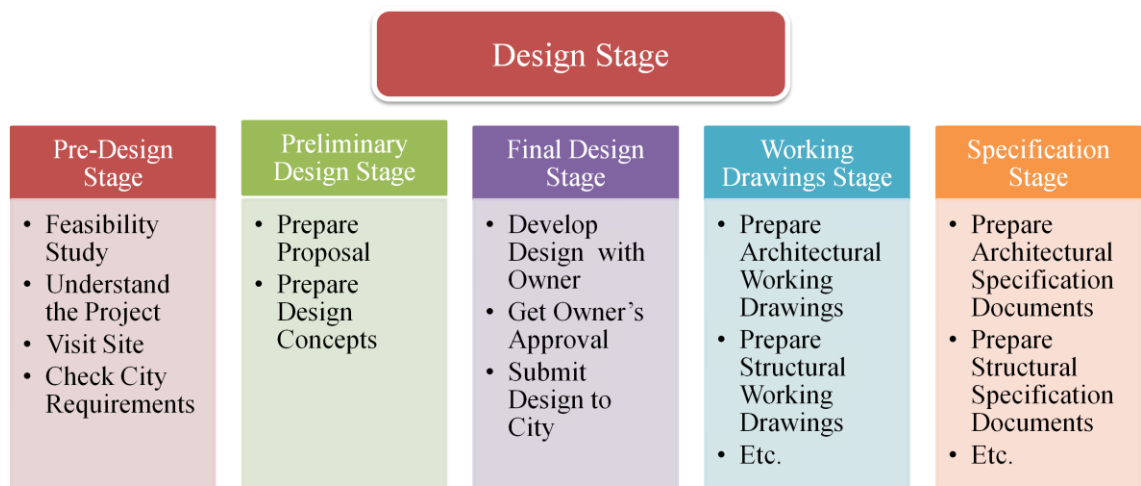 Design Stage
Pre-Design
Stage
• Feasibility
Study
• Understand
the Project
• Visit Site
• Check City
Requirements
Preliminary
Design Stage
• Prepare
Proposal
• Prepare
Design
Concepts
Final Design
Stage
• Develop
Design with
Owner
• Get Owner’s
Approval
• Submit
Design to
City
Working
Drawings Stage
• Prepare
Architectural
Working
Drawings
• Prepare
Structural
Working
Drawings
• Etc.
Specification
Stage
• Prepare
Architectural
Specification
Documents
• Prepare
Structural
Specification
Documents
• Etc.